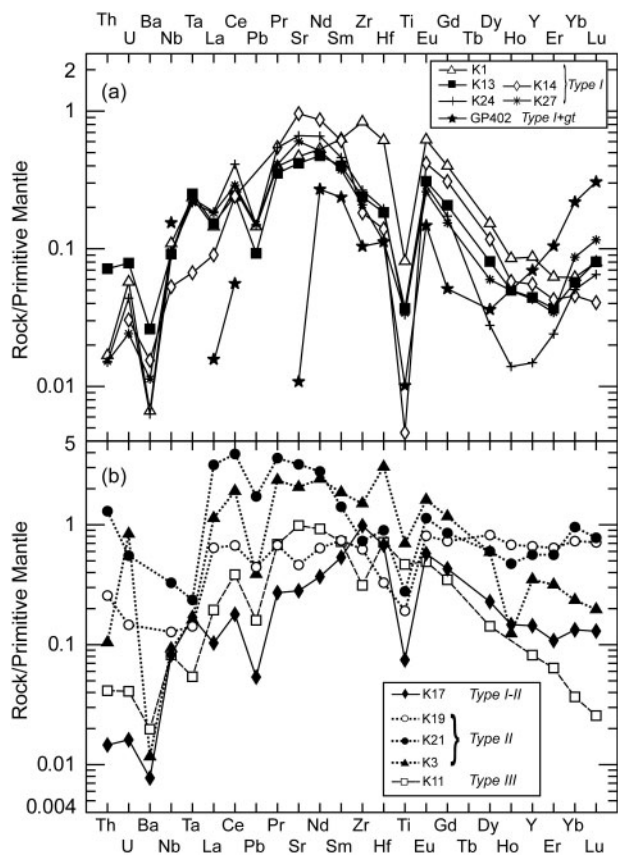 Ba Ta Ce Pr Nd Zr Ti Gd Dy Y Yb
Th U Nb La Pb Sr Sm Hf Eu Tb Ho Er Lu
2
1
0.1
0.01
Rock/Primitive Mantle
(a)
K1
K13 K14 Type I
K24 K27
GP402 Type I+gt
5
1
0.1
0.01
0.004
Rock/Primitive Mantle
(b)
K17 Type I-II
K19
K21 Type II
K3
K11 Type III
Th Ba Ta Ce Pr Nd Zr Ti Gd Dy Y Yb
U Nb La Pb Sr Sm Hf Eu Tb Ho Er Lu